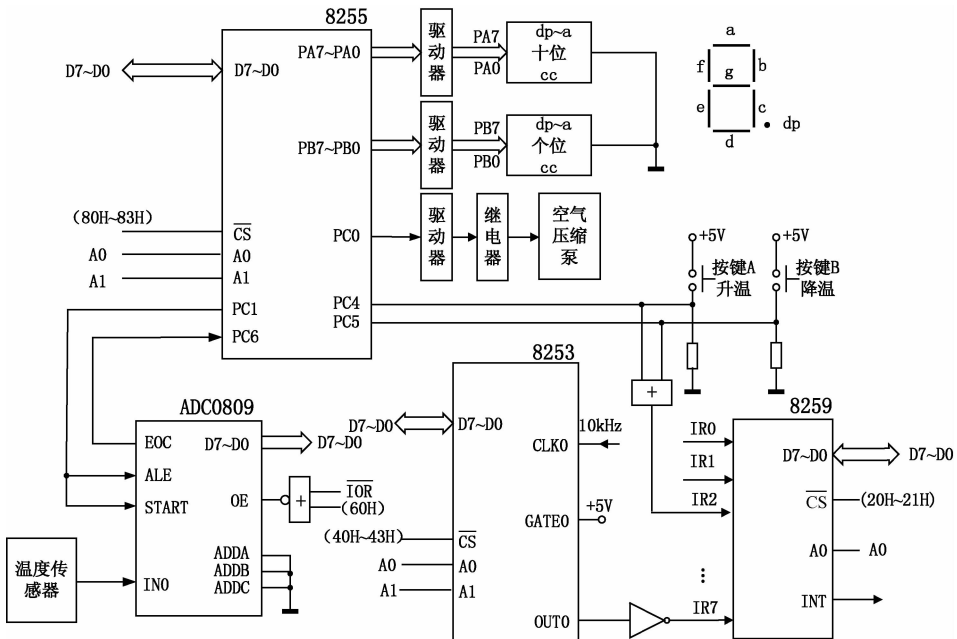 8255
D7~D0
D7~D0
PA7~PA0
驱动器
PA7
PA0
dp~a
十位
cc
a
f
g
b
e
c
d
dp
PB7~PB0
驱动器
PB7
PB0
dp~a
个位
cc
(80H~83H)
CS
A0
A0
A1
A1
PC0
驱动器
继电器
空气压缩泵
PC1
PC6
PC4
PC5
+5V
按键A
升温
+5V
按键B
降温
+
ADC0809
EOC
D7~D0
D7~D0
ALE
START
OE
+
IOR
(60H)
温度传感器
IN0
ADDA
ADDB
ADDC
8253
D7~D0
D7~D0
10kHz
CLK0
+5V
GATE0
(40H~43H)
CS
A0
A0
A1
A1
OUT0
8259
IR0
IR1
IR2
⋮
IR7
D7~D0
D7~D0
CS
(20H~21H)
A0
A0
INT